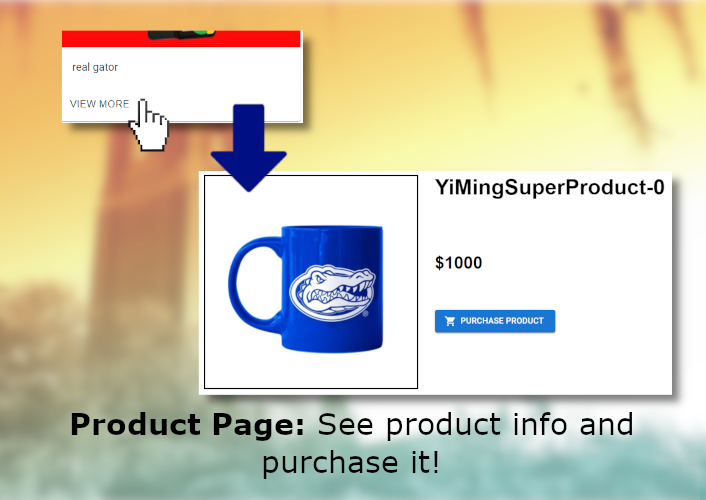 real gator
VIEW MORE
YiMingSuperProduct-0
$1000
PURCHASE PRODUCT
®
Product Page: See product info and
purchase it!